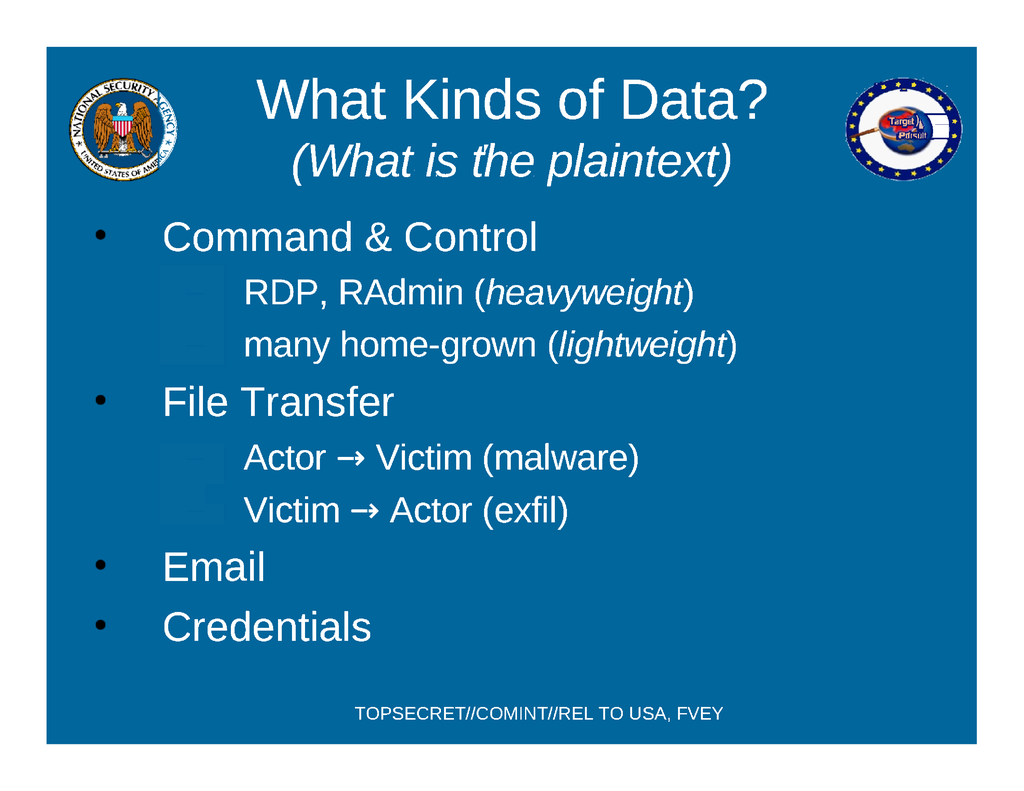 What Kinds of Data?
(What is the plaintext)
NATIONAL SECURITY AGENCY
UNITED STATES OF AMERICA
Target
Pursuit
• Command & Control
– RDP, RAdmin (heavyweight)
– many home-grown (lightweight)
• File Transfer
– Actor → Victim (malware)
– Victim → Actor (exfil)
• Email
• Credentials
TOPSECRET//COMINT//REL TO USA, FVEY